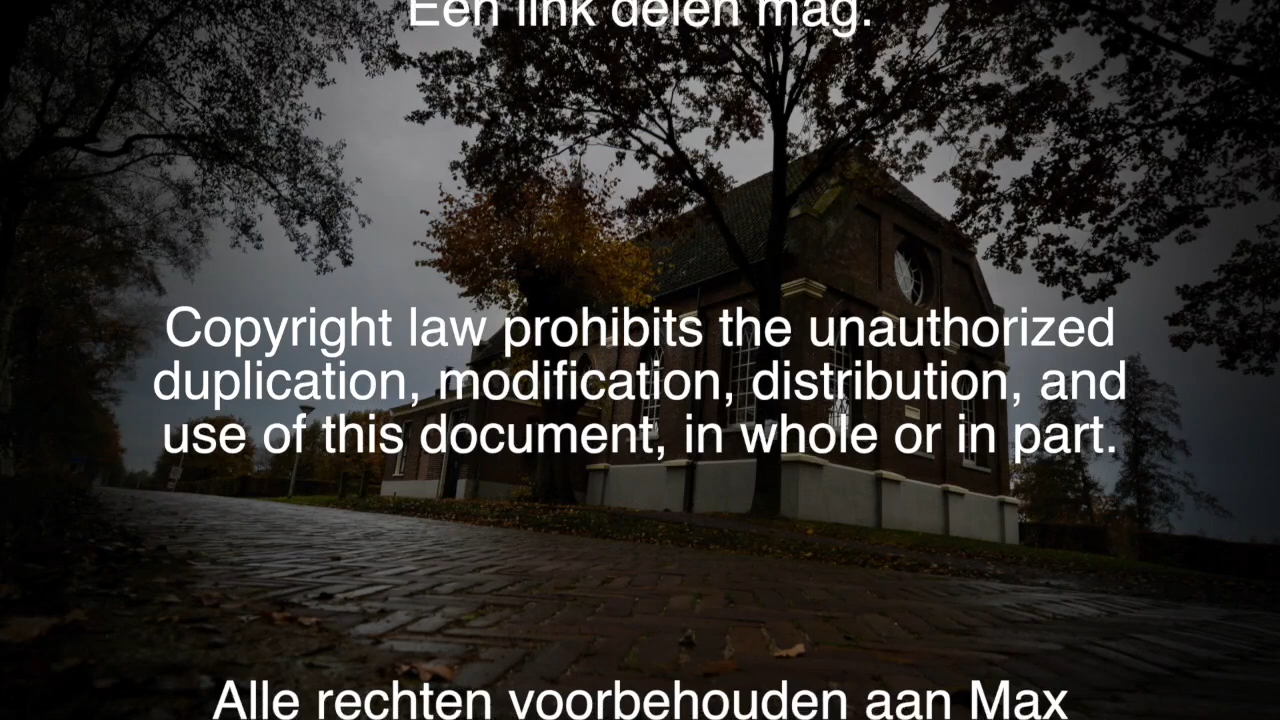 Een link delen mag.
Copyright law prohibits the unauthorized
duplication, modification, distribution, and
use of this document, in whole or in part.
Alle rechten voorbehouden aan Max